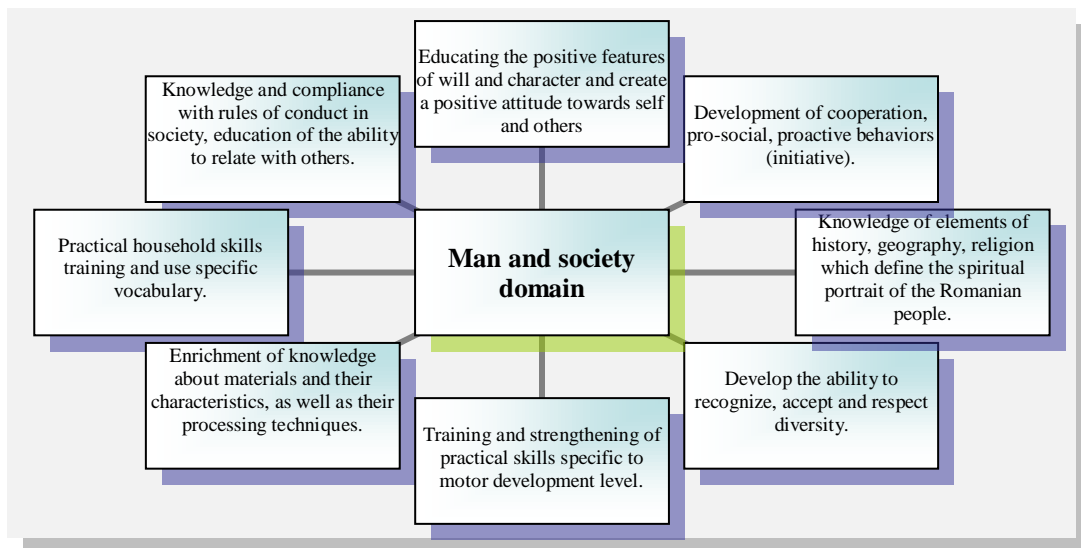 Educating the positive features
of will and character and create
a positive attitude towards self
and others
Knowledge and compliance
with rules of conduct in
society, education of the ability
to relate with others.
Development of cooperation,
pro-social, proactive behaviors
(initiative).
Practical household skills
training and use specific
vocabulary.
Man and society
domain
Knowledge of elements of
history, geography, religion
which define the spiritual
portrait of the Romanian
people.
Enrichment of knowledge
about materials and their
characteristics, as well as their
processing techniques.
Training and strengthening of
practical skills specific to
motor development level.
Develop the ability to
recognize, accept and respect
diversity.